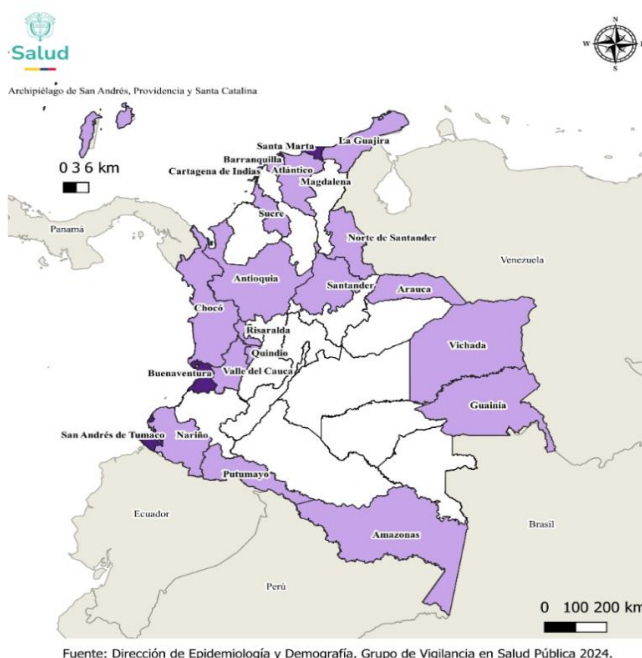 Salud
N
W
S
Archipiélago de San Andrés, Providencia y Santa Catalina
0 3 6 km
Santa Marta
La Guajira
Barranquilla
Atlántico
Cartagena de Indias
Magdalena
Sucre
Panamá
Norte de Santander
Venezuela
Antioquia
Santander
Arauca
Chocó
Risaralda
Vichada
Quindio
Buenaventura
Valle del Cauca
Guainia
San Andrés de Tumaco
Nariño
Putumayo
Ecuador
Amazonas
Brasil
Perú
0 100 200 km
Fuente: Dirección de Epidemiología y Demografía. Grupo de Vigilancia en Salud Pública 2024.